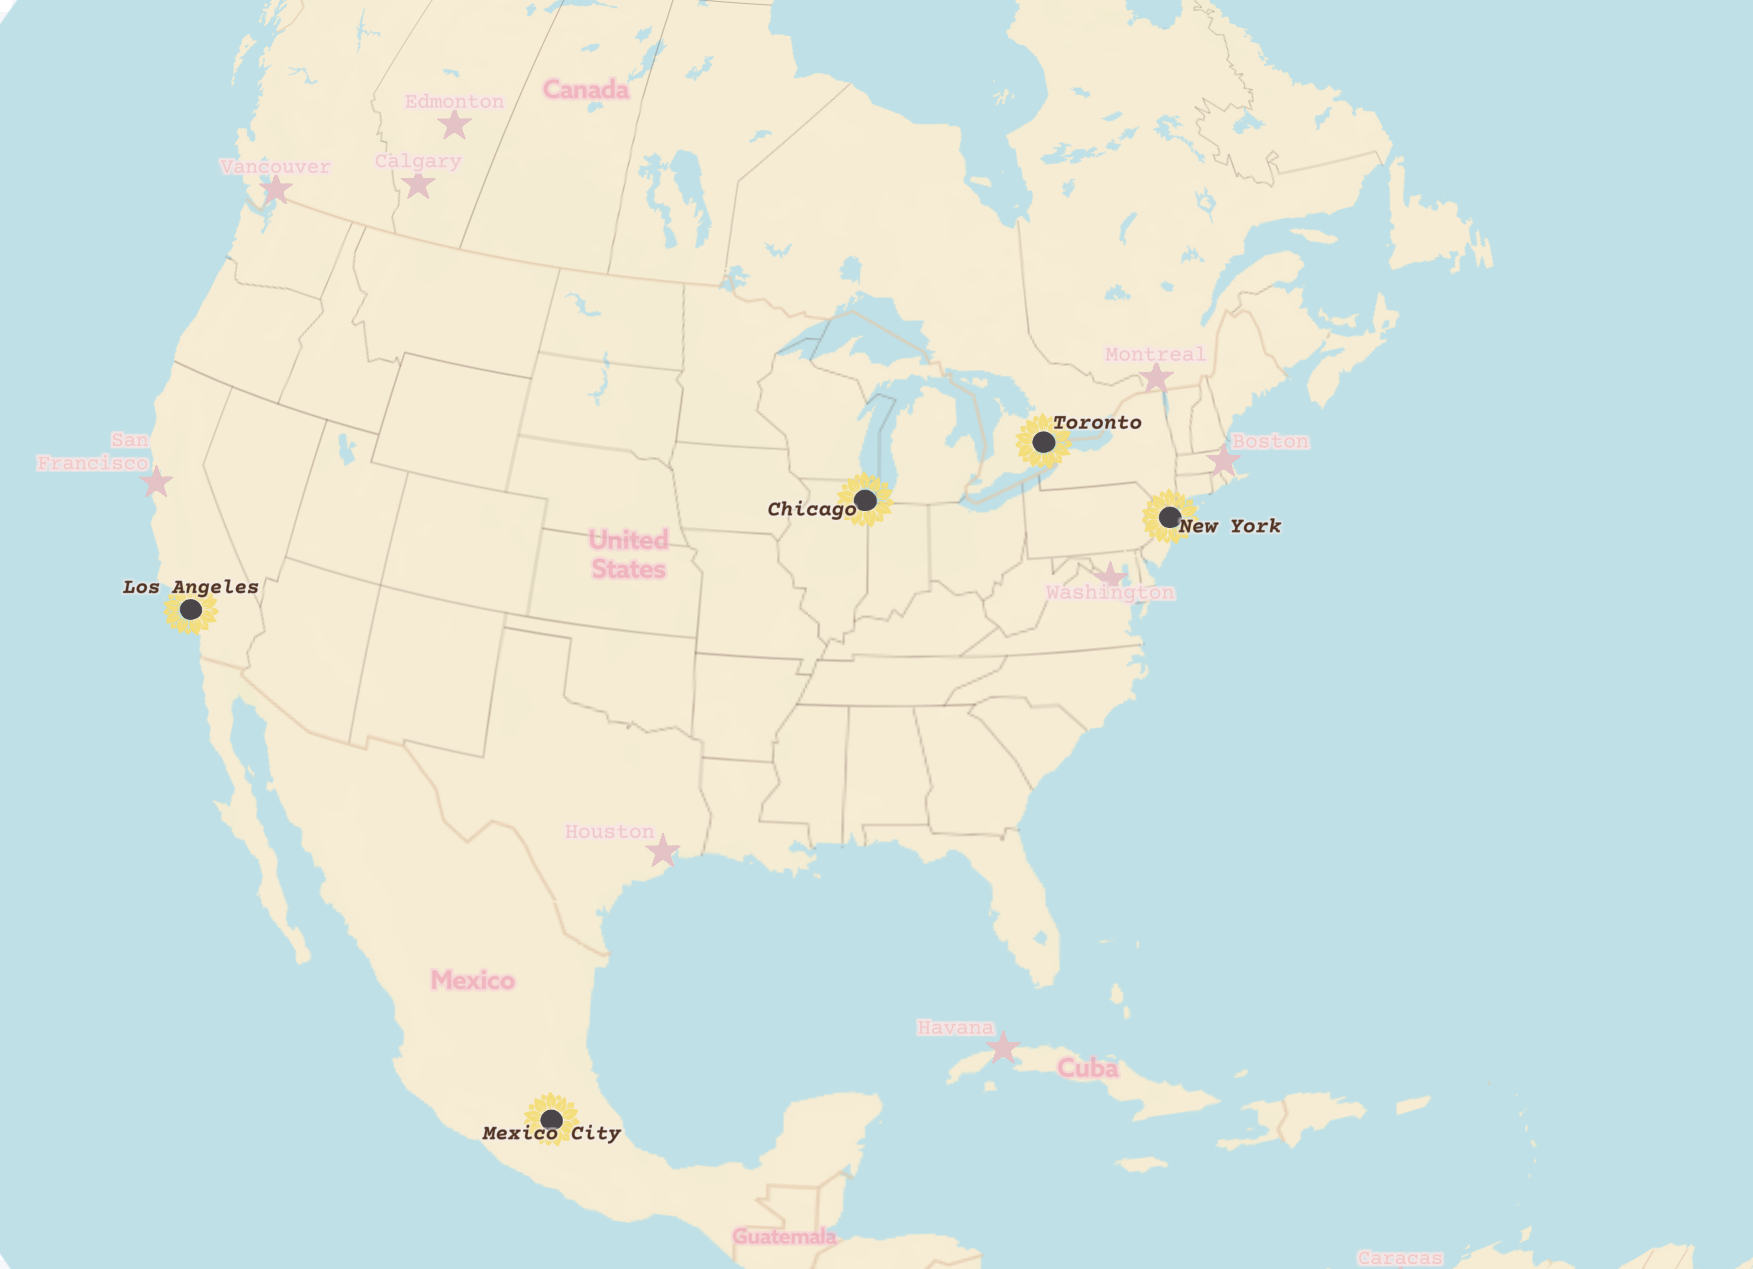 Canada
Edmonton
Calgary
Vancouver
Montreal
Toronto
San
Francisco
Boston
Chicago
New York
United
States
Los Angeles
Washington
Houston
Mexico
Havana
Cuba
Mexico City
Guatemala
Caracas